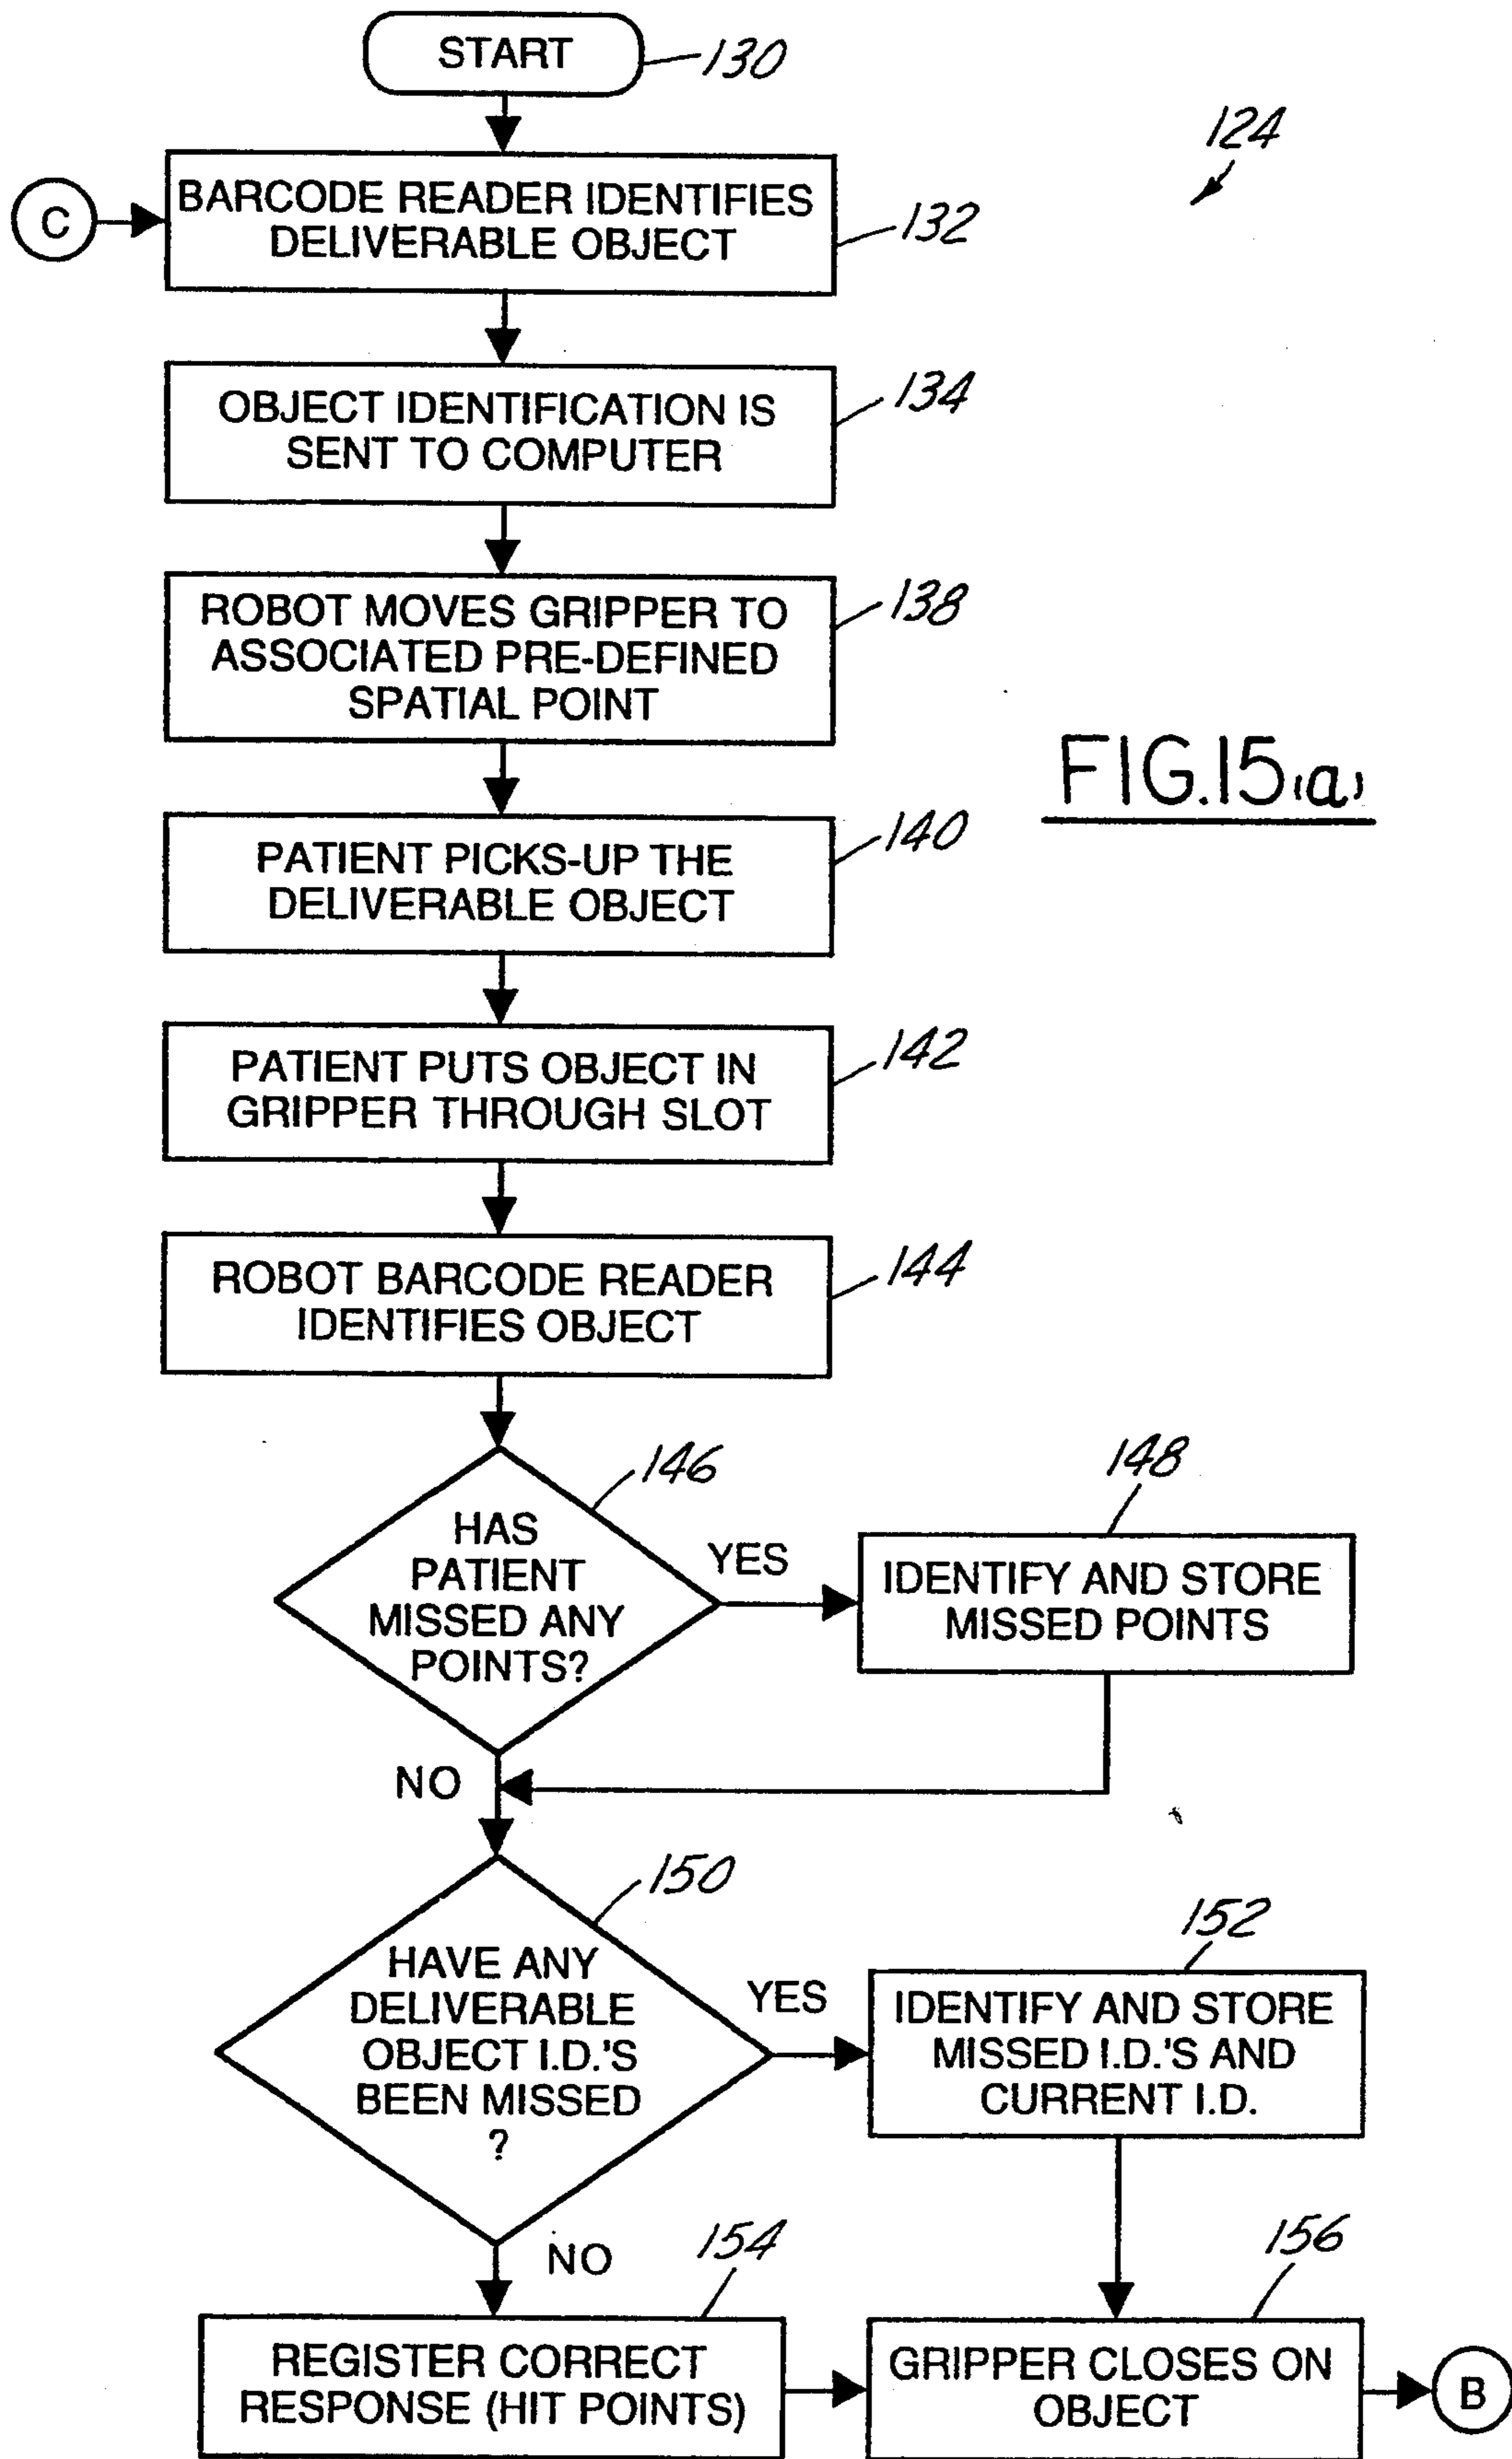 START
130
124
C
BARCODE READER IDENTIFIES
DELIVERABLE OBJECT
132
OBJECT IDENTIFICATION IS
SENT TO COMPUTER
134
ROBOT MOVES GRIPPER TO
ASSOCIATED PRE-DEFINED
SPATIAL POINT
138
FIG.15(a)
PATIENT PICKS-UP THE
DELIVERABLE OBJECT
140
PATIENT PUTS OBJECT IN
GRIPPER THROUGH SLOT
142
ROBOT BARCODE READER
IDENTIFIES OBJECT
144
HAS
PATIENT
MISSED ANY
POINTS?
146
YES
148
IDENTIFY AND STORE
MISSED POINTS
NO
HAVE ANY
DELIVERABLE
OBJECT I.D.'S
BEEN MISSED
?
150
YES
152
IDENTIFY AND STORE
MISSED I.D.'S AND
CURRENT I.D.
NO
154
REGISTER CORRECT
RESPONSE (HIT POINTS)
156
GRIPPER CLOSES ON
OBJECT
B